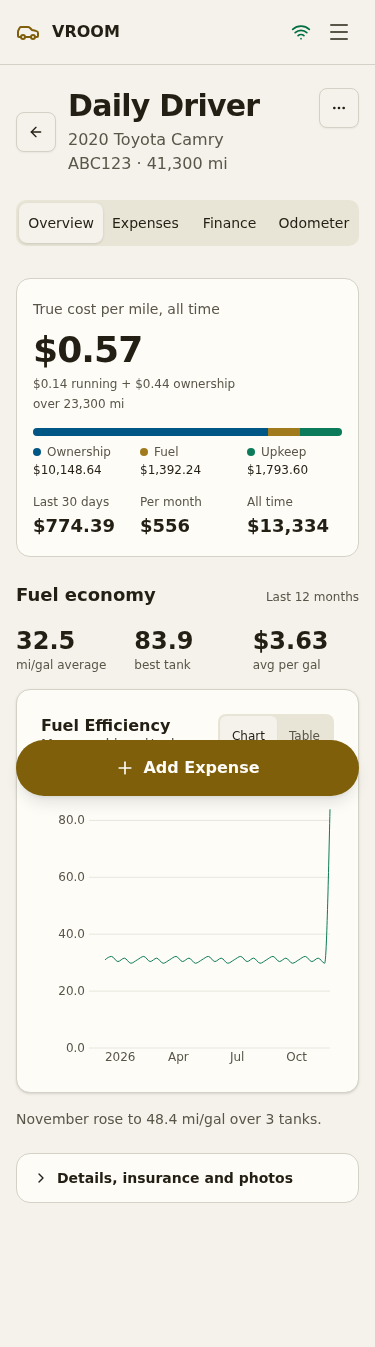 VROOM
Daily Driver
2020 Toyota Camry
ABC123 · 41,300 mi
Overview Expenses Finance Odometer
True cost per mile, all time
$0.57
$0.14 running + $0.44 ownership
over 23,300 mi
Ownership Fuel Upkeep
$10,148.64 $1,392.24 $1,793.60
Last 30 days Per month All time
$774.39 $556 $13,334
Fuel economy Last 12 months
32.5 83.9 $3.63
mi/gal average best tank avg per gal
Fuel Efficiency Chart Table
Add Expense
80.0
60.0
40.0
20.0
0.0
2026 Apr Jul Oct
November rose to 48.4 mi/gal over 3 tanks.
Details, insurance and photos